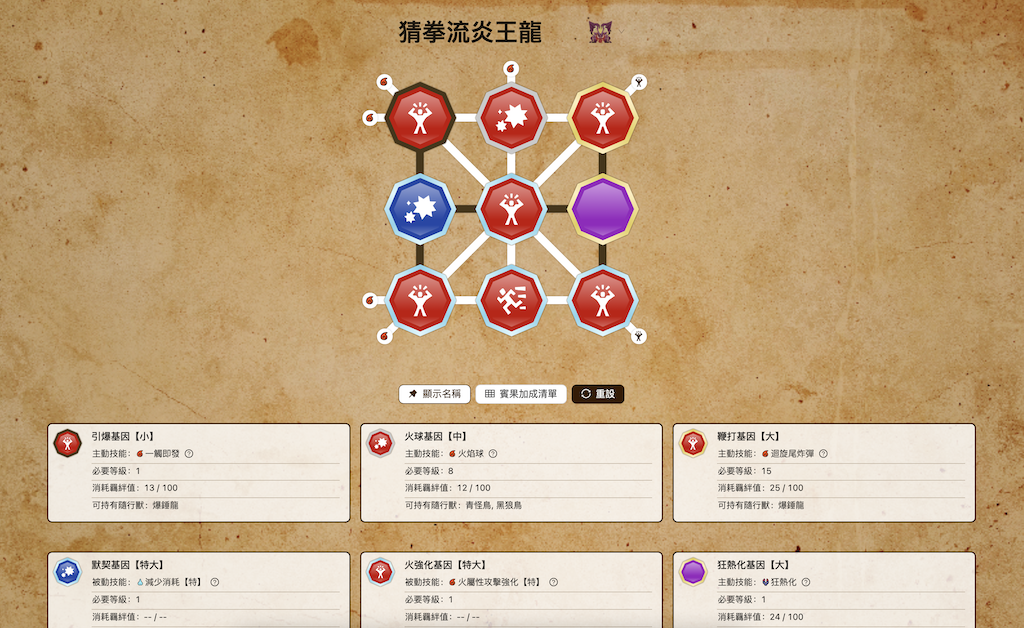 猜拳流炎王龍
顯示名稱
賓果加成清單
重設
引爆基因【小】
主動技能： 一觸即發
必要等級： 1
消耗羈絆值： 13 / 100
可持有隨行獸： 爆錘龍
火球基因【中】
主動技能： 火焰球
必要等級： 8
消耗羈絆值： 12 / 100
可持有隨行獸： 青怪鳥, 黑狼鳥
鞭打基因【大】
主動技能： 迴旋尾炸彈
必要等級： 15
消耗羈絆值： 25 / 100
可持有隨行獸： 爆錘龍
默契基因【特大】
被動技能： 減少消耗【特】
必要等級： 1
消耗羈絆值： -- / --
火強化基因【特大】
被動技能： 火屬性攻擊強化【特】
必要等級： 1
消耗羈絆值： -- / --
狂熱化基因【大】
主動技能： 狂熱化
必要等級： 1
消耗羈絆值： 24 / 100